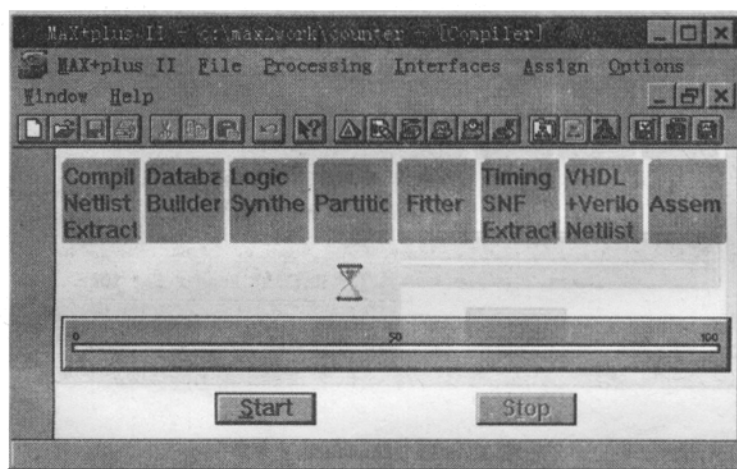 MAX+plus II - c:\max2work\counter - [Compiler]
MAX+plus II File Processing Interfaces Assign Options
Window Help
Compil Netlist Extract
Databa Builder
Logic Synthe
Partitic
Fitter
Timing SNF Extract
VHDL +Verilo Netlist
Assem
0 50 100
Start Stop